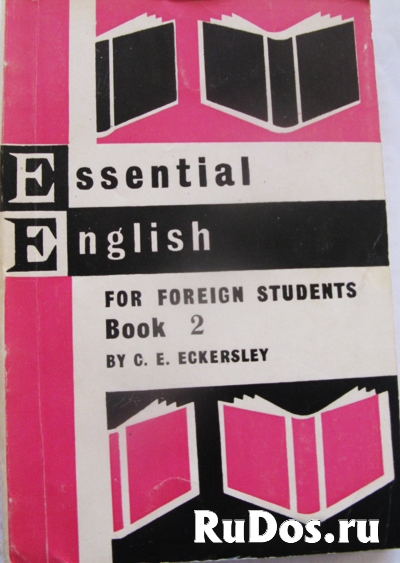 Essential
English
FOR FOREIGN STUDENTS
Book 2
BY C. E. ECKERSLEY
RuDos.ru